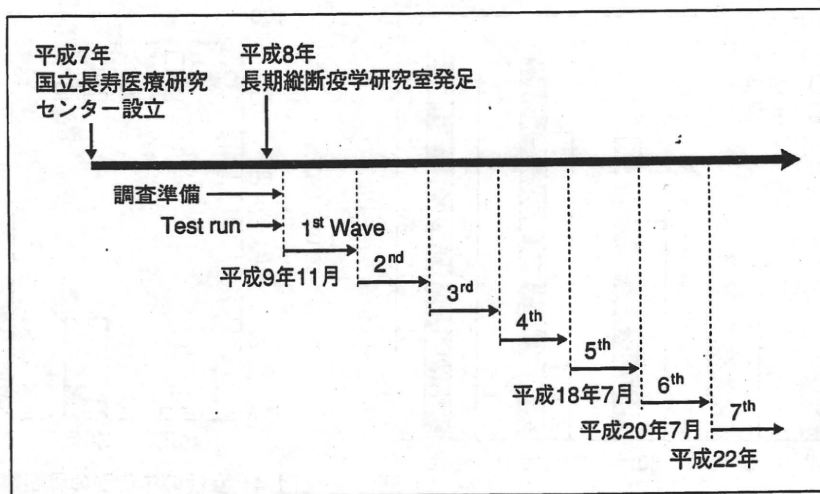 平成7年
国立長寿医療研究
センター設立
平成8年
長期縦断疫学研究室発足
調査準備
Test run
1st Wave
平成9年11月
2nd
3rd
4th
5th
平成18年7月
6th
平成20年7月
7th
平成22年